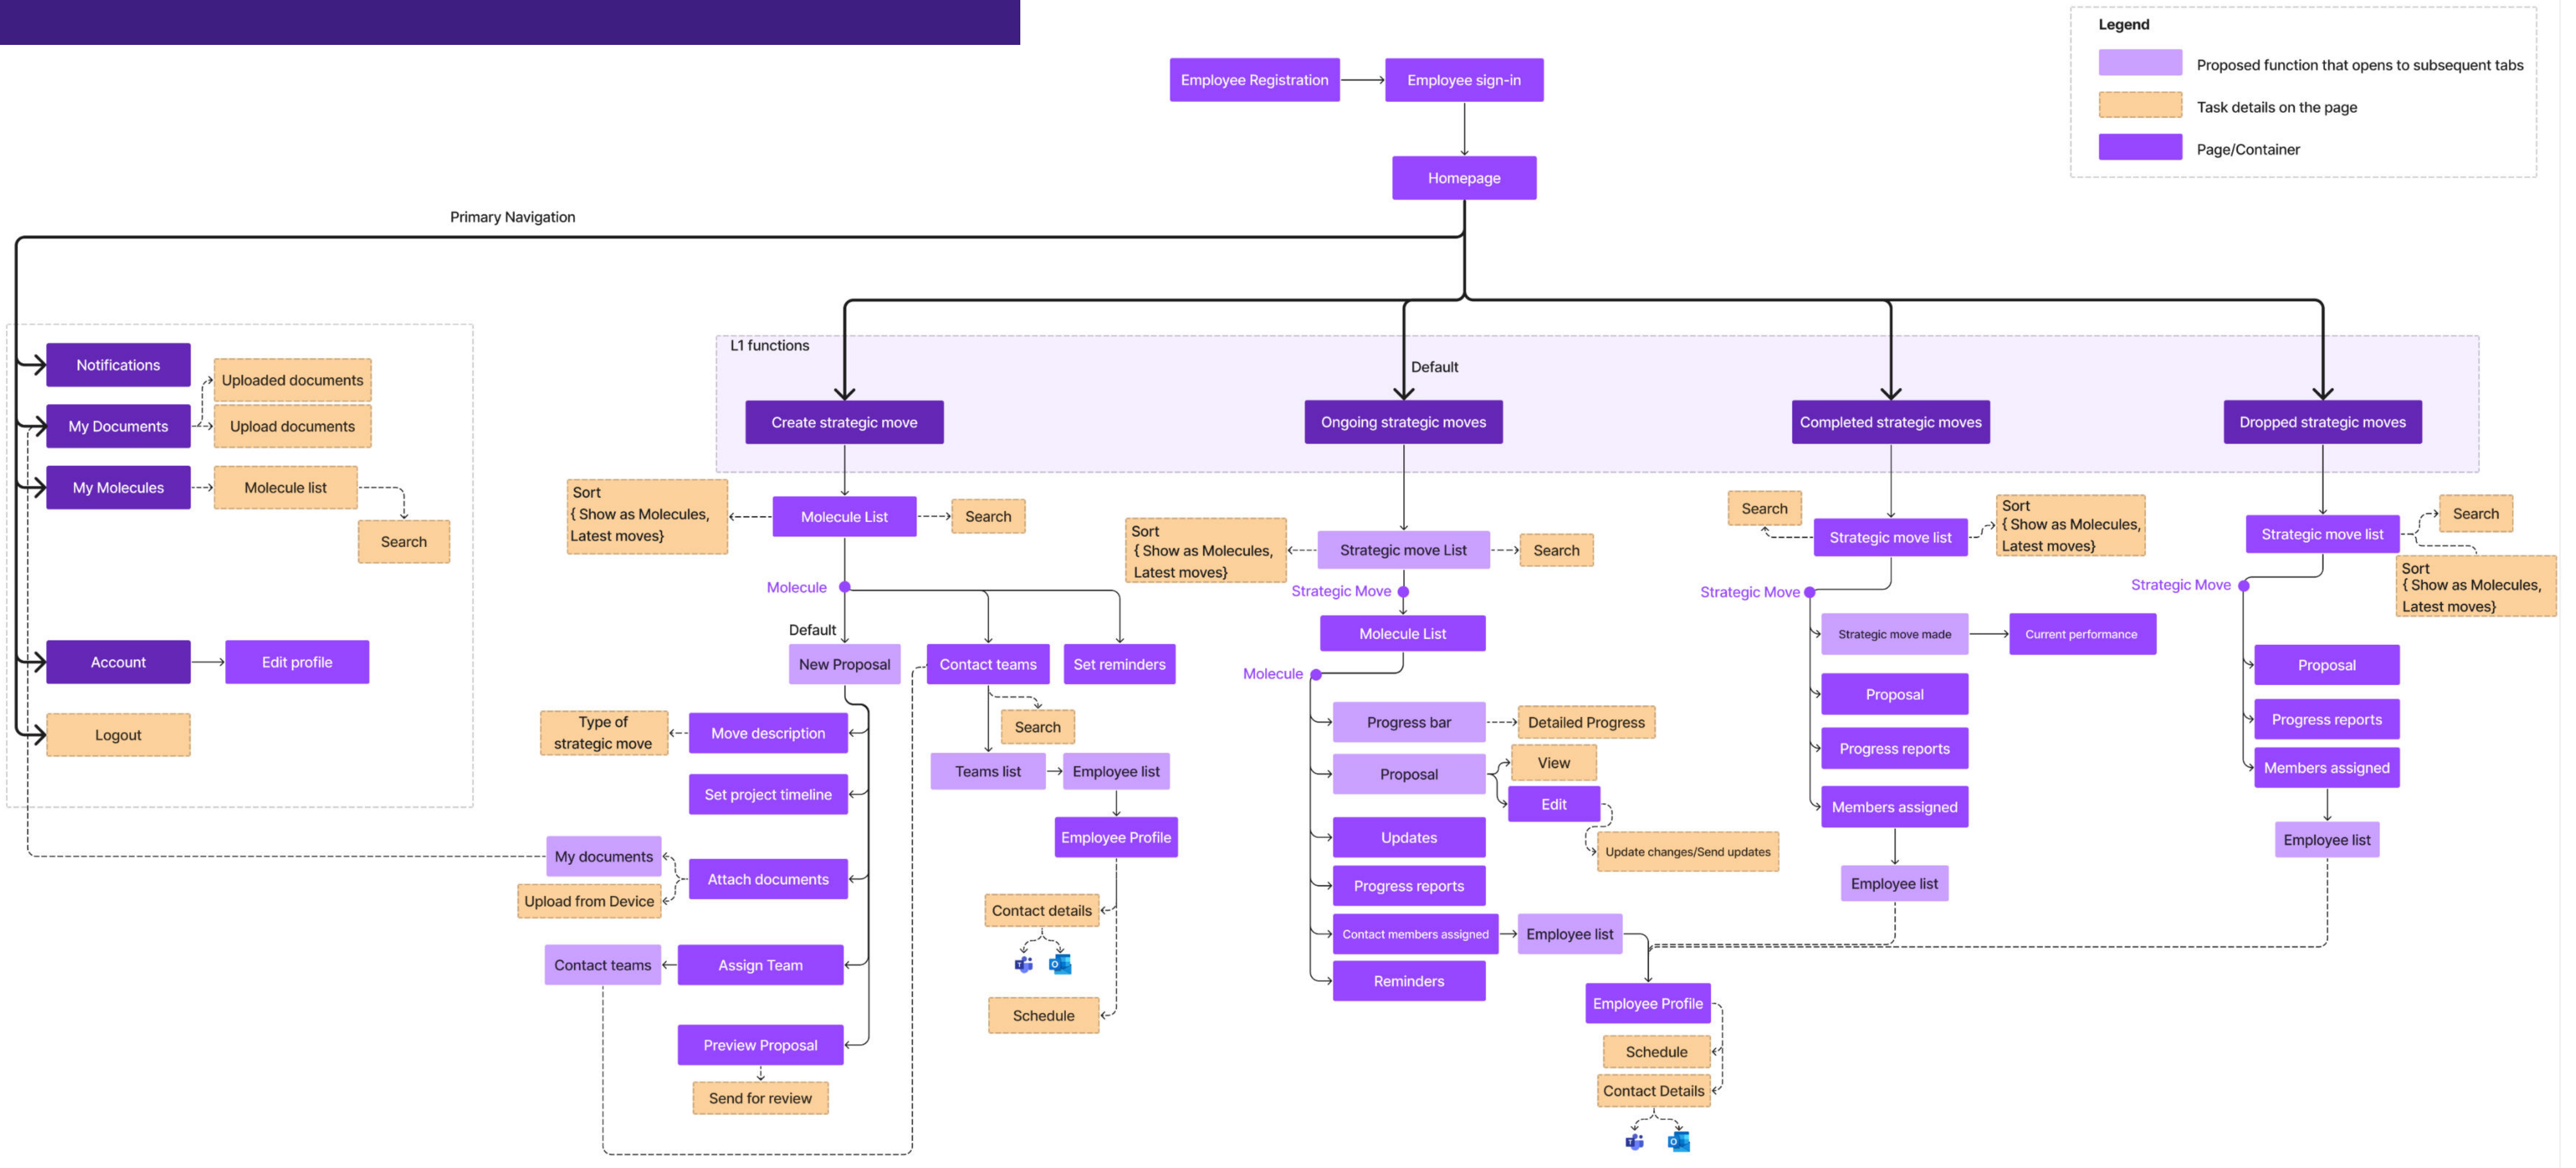 Legend
Proposed function that opens to subsequent tabs
Task details on the page
Page/Container
Employee Registration
Employee sign-in
Homepage
Primary Navigation
Notifications
Uploaded documents
My Documents
Upload documents
My Molecules
Molecule list
Search
Account
Edit profile
Logout
L1 functions
Default
Create strategic move
Ongoing strategic moves
Completed strategic moves
Dropped strategic moves
Sort
{ Show as Molecules,
Latest moves}
Molecule List
Search
Molecule
Default
New Proposal
Contact teams
Set reminders
Type of
strategic move
Move description
Set project timeline
My documents
Upload from Device
Attach documents
Contact teams
Assign Team
Preview Proposal
Send for review
Search
Teams list
Employee list
Employee Profile
Contact details
Schedule
Sort
{ Show as Molecules,
Latest moves}
Strategic move List
Search
Strategic Move
Molecule List
Molecule
Progress bar
Detailed Progress
Proposal
View
Edit
Update changes/Send updates
Updates
Progress reports
Contact members assigned
Employee list
Reminders
Employee Profile
Schedule
Contact Details
Search
Strategic move list
Sort
{ Show as Molecules,
Latest moves}
Strategic Move
Strategic move made
Current performance
Proposal
Progress reports
Members assigned
Employee list
Strategic move list
Search
Sort
{ Show as Molecules,
Latest moves}
Strategic Move
Proposal
Progress reports
Members assigned
Employee list